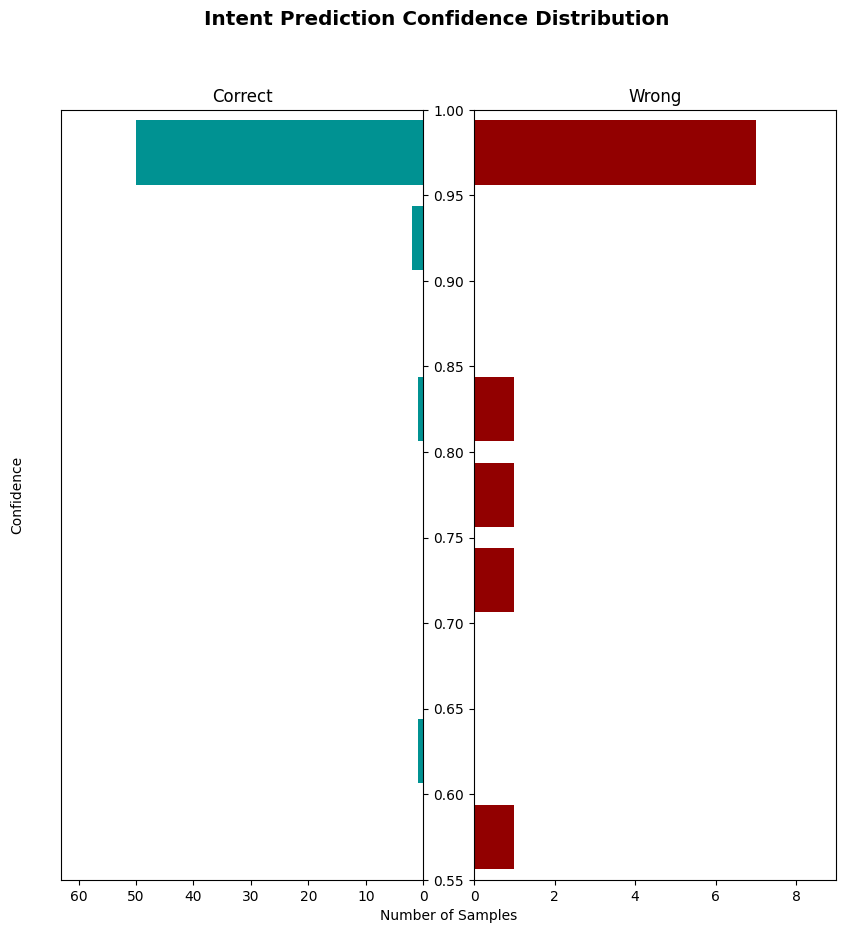 Intent Prediction Confidence Distribution
Correct
Wrong
1.00
0.95
0.90
0.85
0.80
0.75
0.70
0.65
0.60
0.55
Confidence
60 50 40 30 20 10 0
0 2 4 6 8
Number of Samples